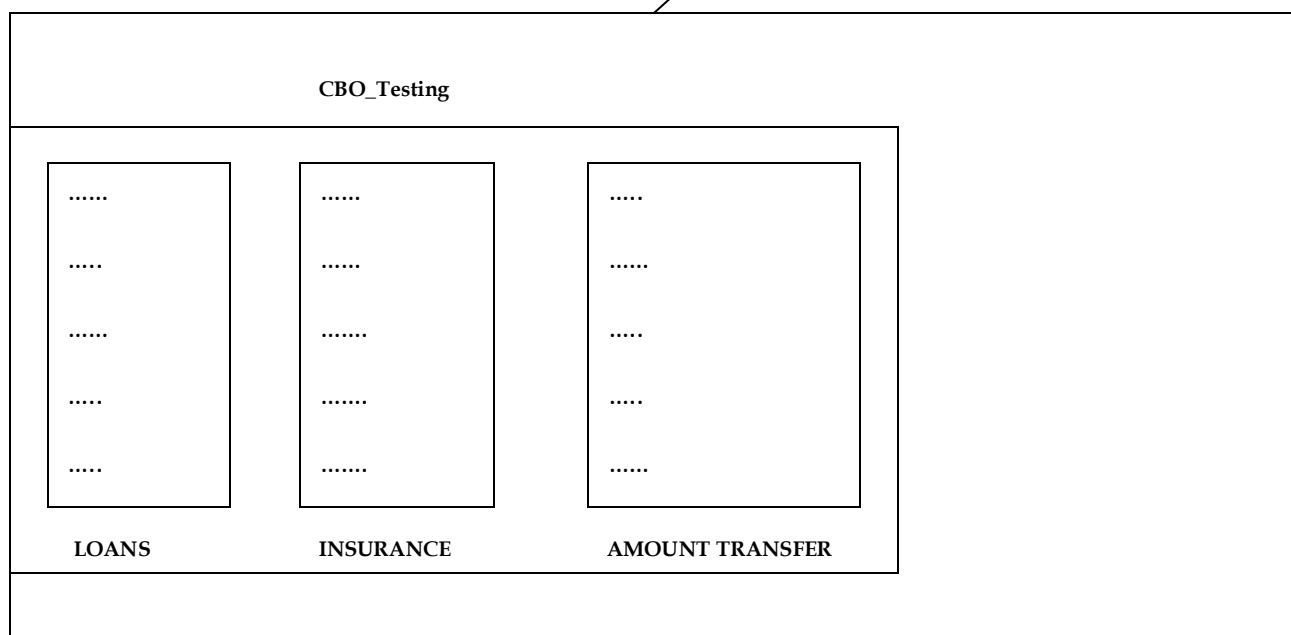 CBO_Testing
...... ...... .....
..... ...... ......
...... ....... .....
..... ....... .....
..... ....... ......
LOANS INSURANCE AMOUNT TRANSFER